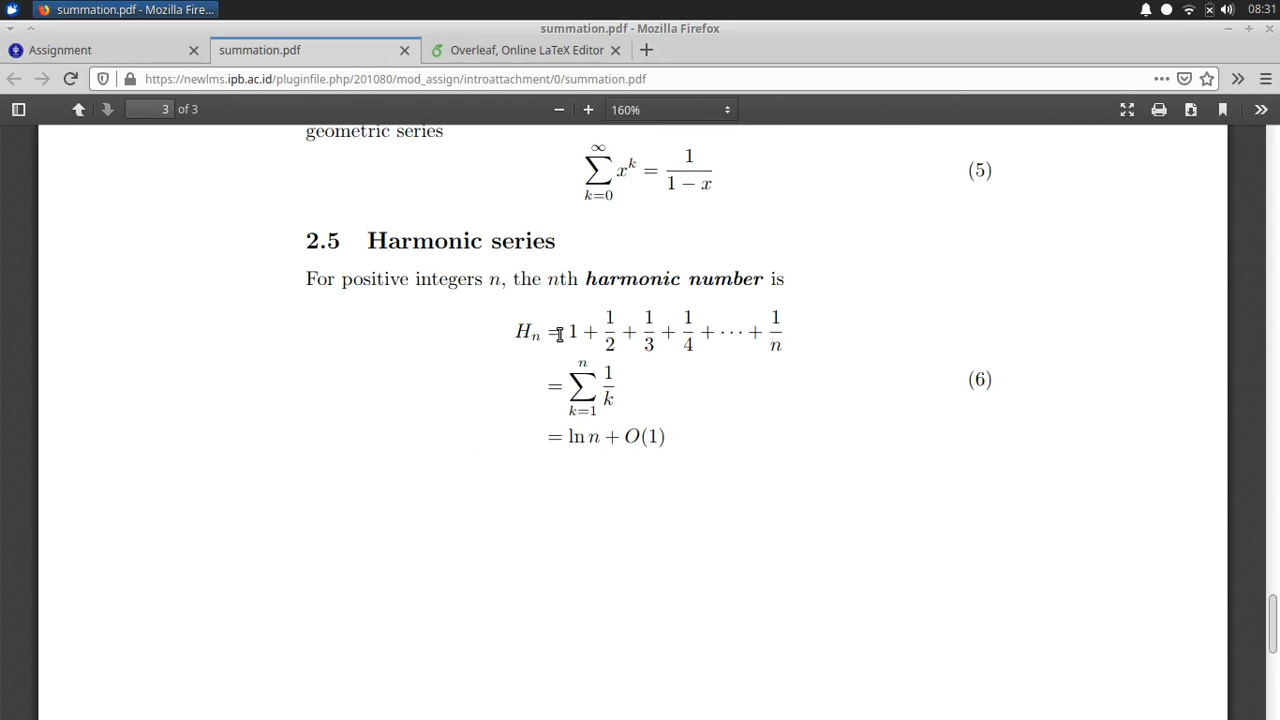 summation.pdf - Mozilla Fire...
08:31
summation.pdf - Mozilla Firefox
Assignment
summation.pdf
Overleaf, Online LaTeX Editor
https://newlms.ipb.ac.id/pluginfile.php/201080/mod_assign/introattachment/0/summation.pdf
3 of 3
160%
geometric series
∑_{k=0}^{∞} x^k = 1/(1 − x) (5)
2.5 Harmonic series
For positive integers n, the nth harmonic number is
H_n = 1 + 1/2 + 1/3 + 1/4 + ⋯ + 1/n
= ∑_{k=1}^{n} 1/k (6)
= ln n + O(1)